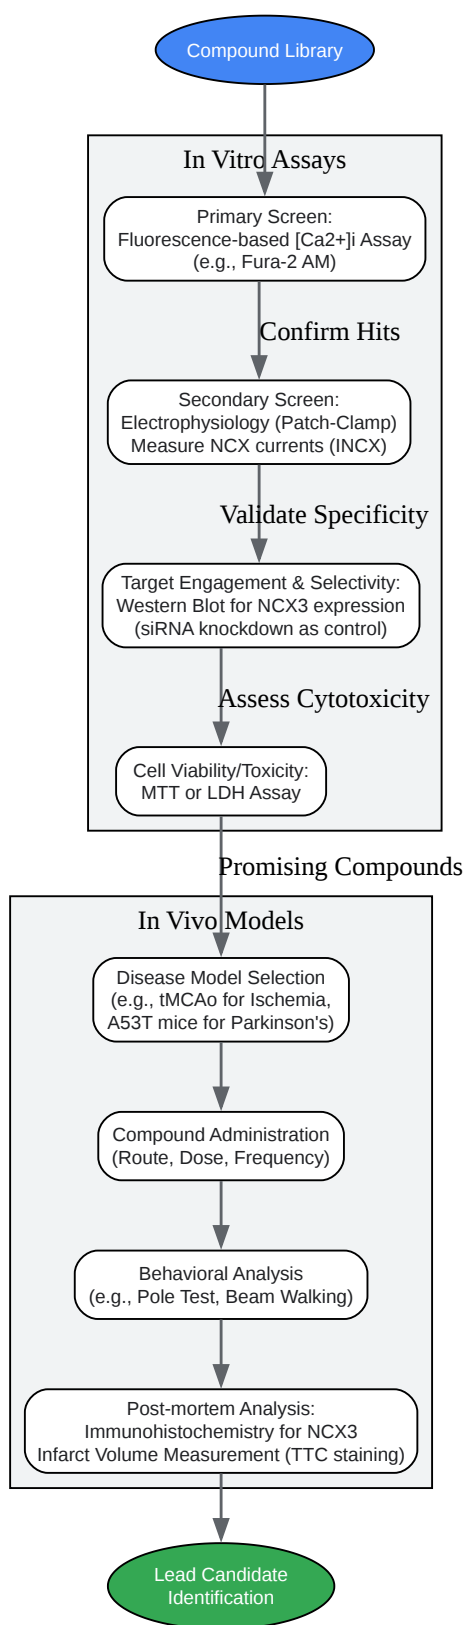 Compound Library
In Vitro Assays
Primary Screen:
Fluorescence-based [Ca2+]i Assay
(e.g., Fura-2 AM)
Confirm Hits
Secondary Screen:
Electrophysiology (Patch-Clamp)
Measure NCX currents (INCX)
Validate Specificity
Target Engagement & Selectivity:
Western Blot for NCX3 expression
(siRNA knockdown as control)
Assess Cytotoxicity
Cell Viability/Toxicity:
MTT or LDH Assay
Promising Compounds
In Vivo Models
Disease Model Selection
(e.g., tMCAo for Ischemia,
A53T mice for Parkinson's)
Compound Administration
(Route, Dose, Frequency)
Behavioral Analysis
(e.g., Pole Test, Beam Walking)
Post-mortem Analysis:
Immunohistochemistry for NCX3
Infarct Volume Measurement (TTC staining)
Lead Candidate
Identification